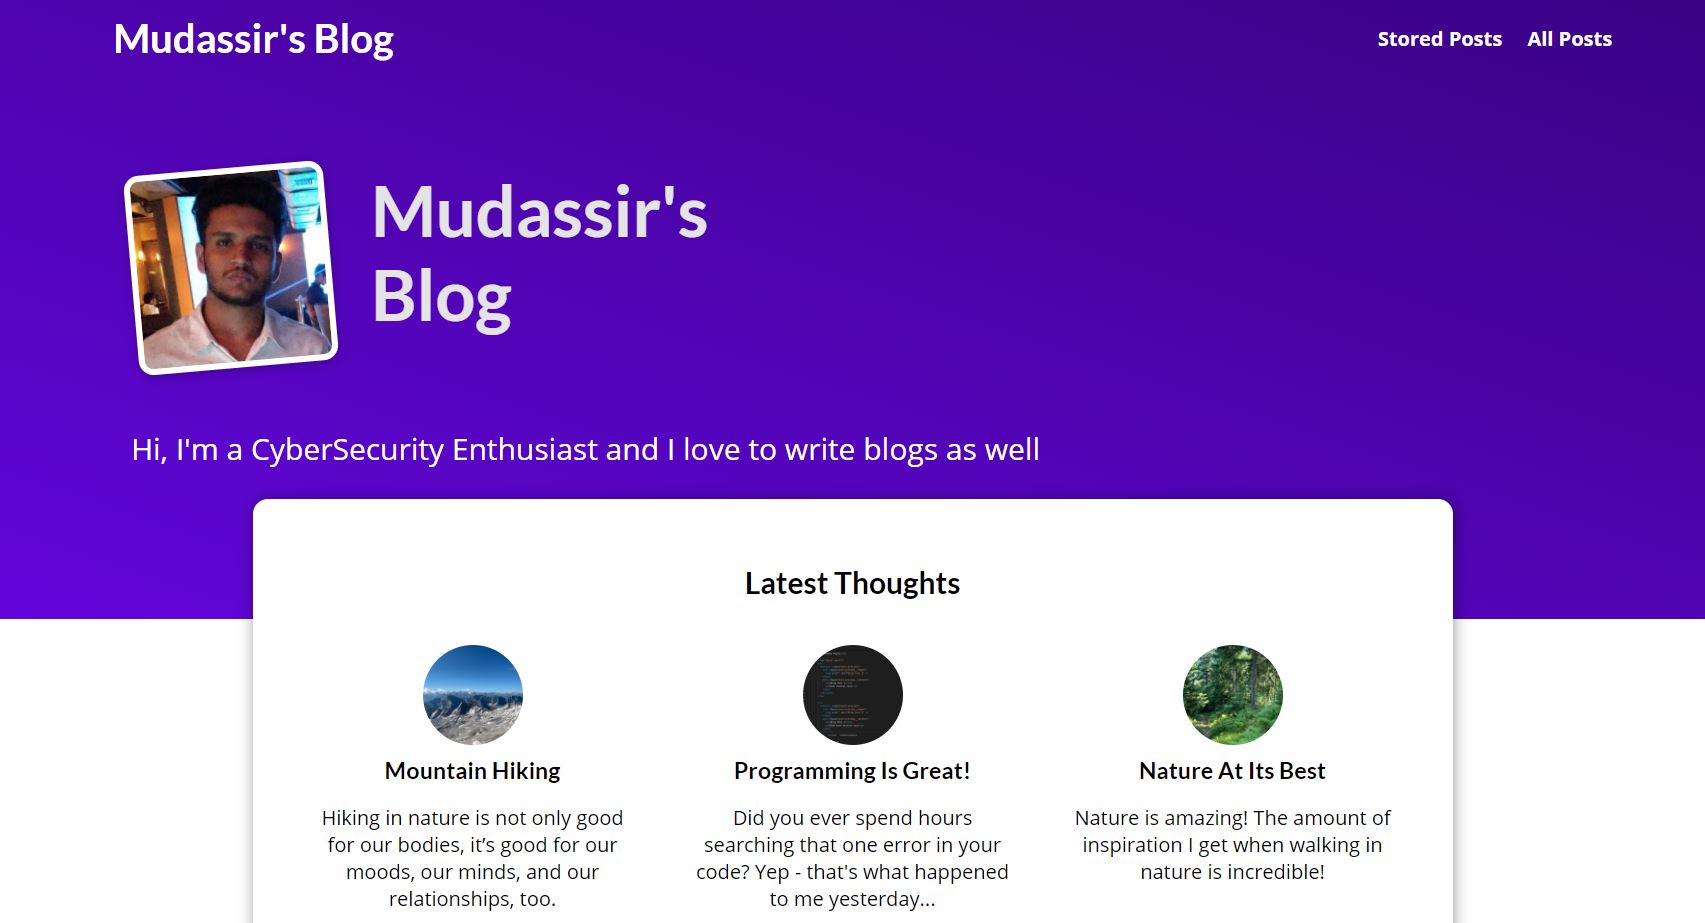 Mudassir's Blog
Stored Posts
All Posts
Mudassir's
Blog
Hi, I'm a CyberSecurity Enthusiast and I love to write blogs as well
Latest Thoughts
Mountain Hiking
Hiking in nature is not only good
for our bodies, it’s good for our
moods, our minds, and our
relationships, too.
Programming Is Great!
Did you ever spend hours
searching that one error in your
code? Yep - that's what happened
to me yesterday...
Nature At Its Best
Nature is amazing! The amount of
inspiration I get when walking in
nature is incredible!